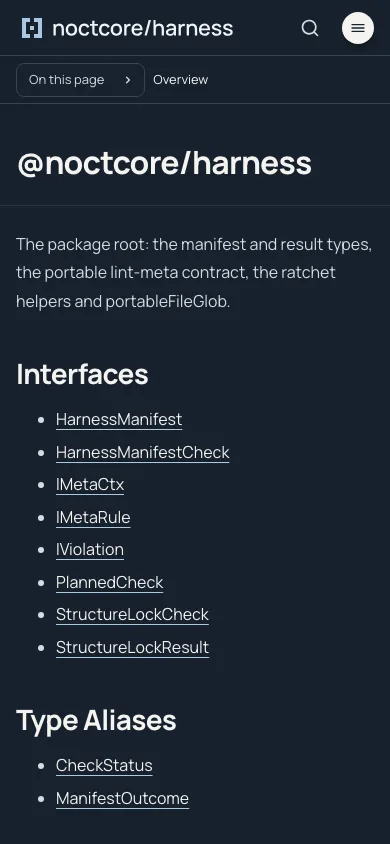 noctcore/harness
On this page
Overview
@noctcore/harness
The package root: the manifest and result types,
the portable lint-meta contract, the ratchet
helpers and portableFileGlob.
Interfaces
HarnessManifest
HarnessManifestCheck
IMetaCtx
IMetaRule
IViolation
PlannedCheck
StructureLockCheck
StructureLockResult
Type Aliases
CheckStatus
ManifestOutcome